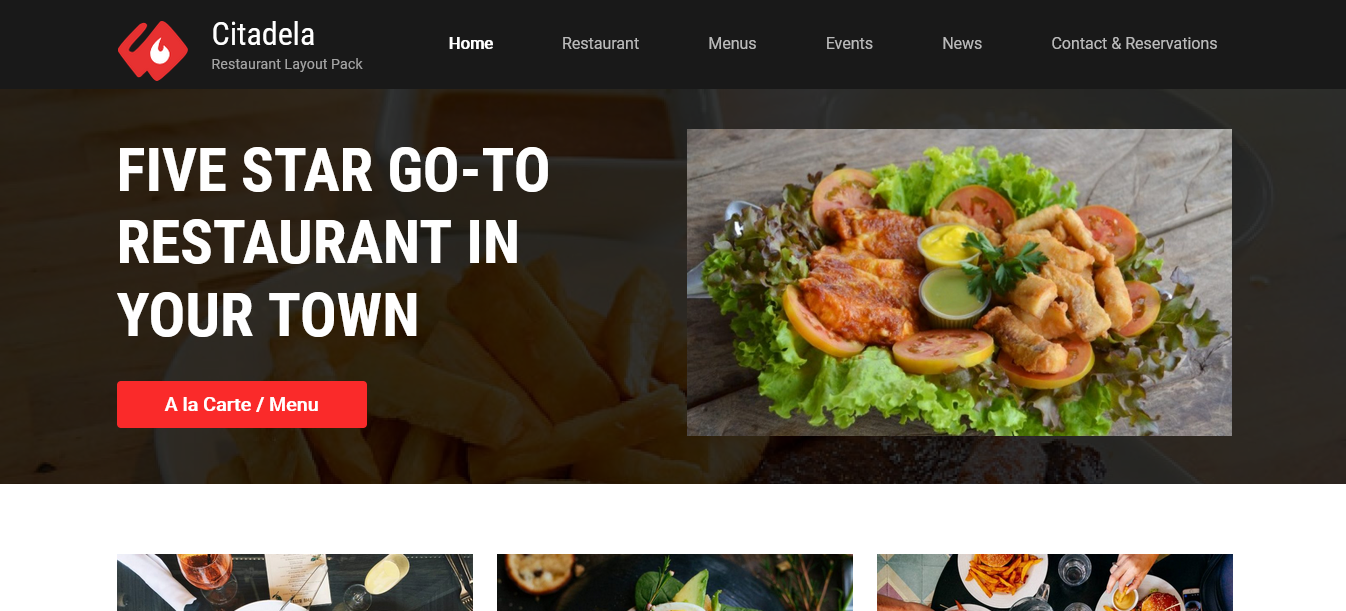 Citadela
Restaurant Layout Pack
Home
Restaurant
Menus
Events
News
Contact & Reservations
FIVE STAR GO-TO
RESTAURANT IN
YOUR TOWN
A la Carte / Menu